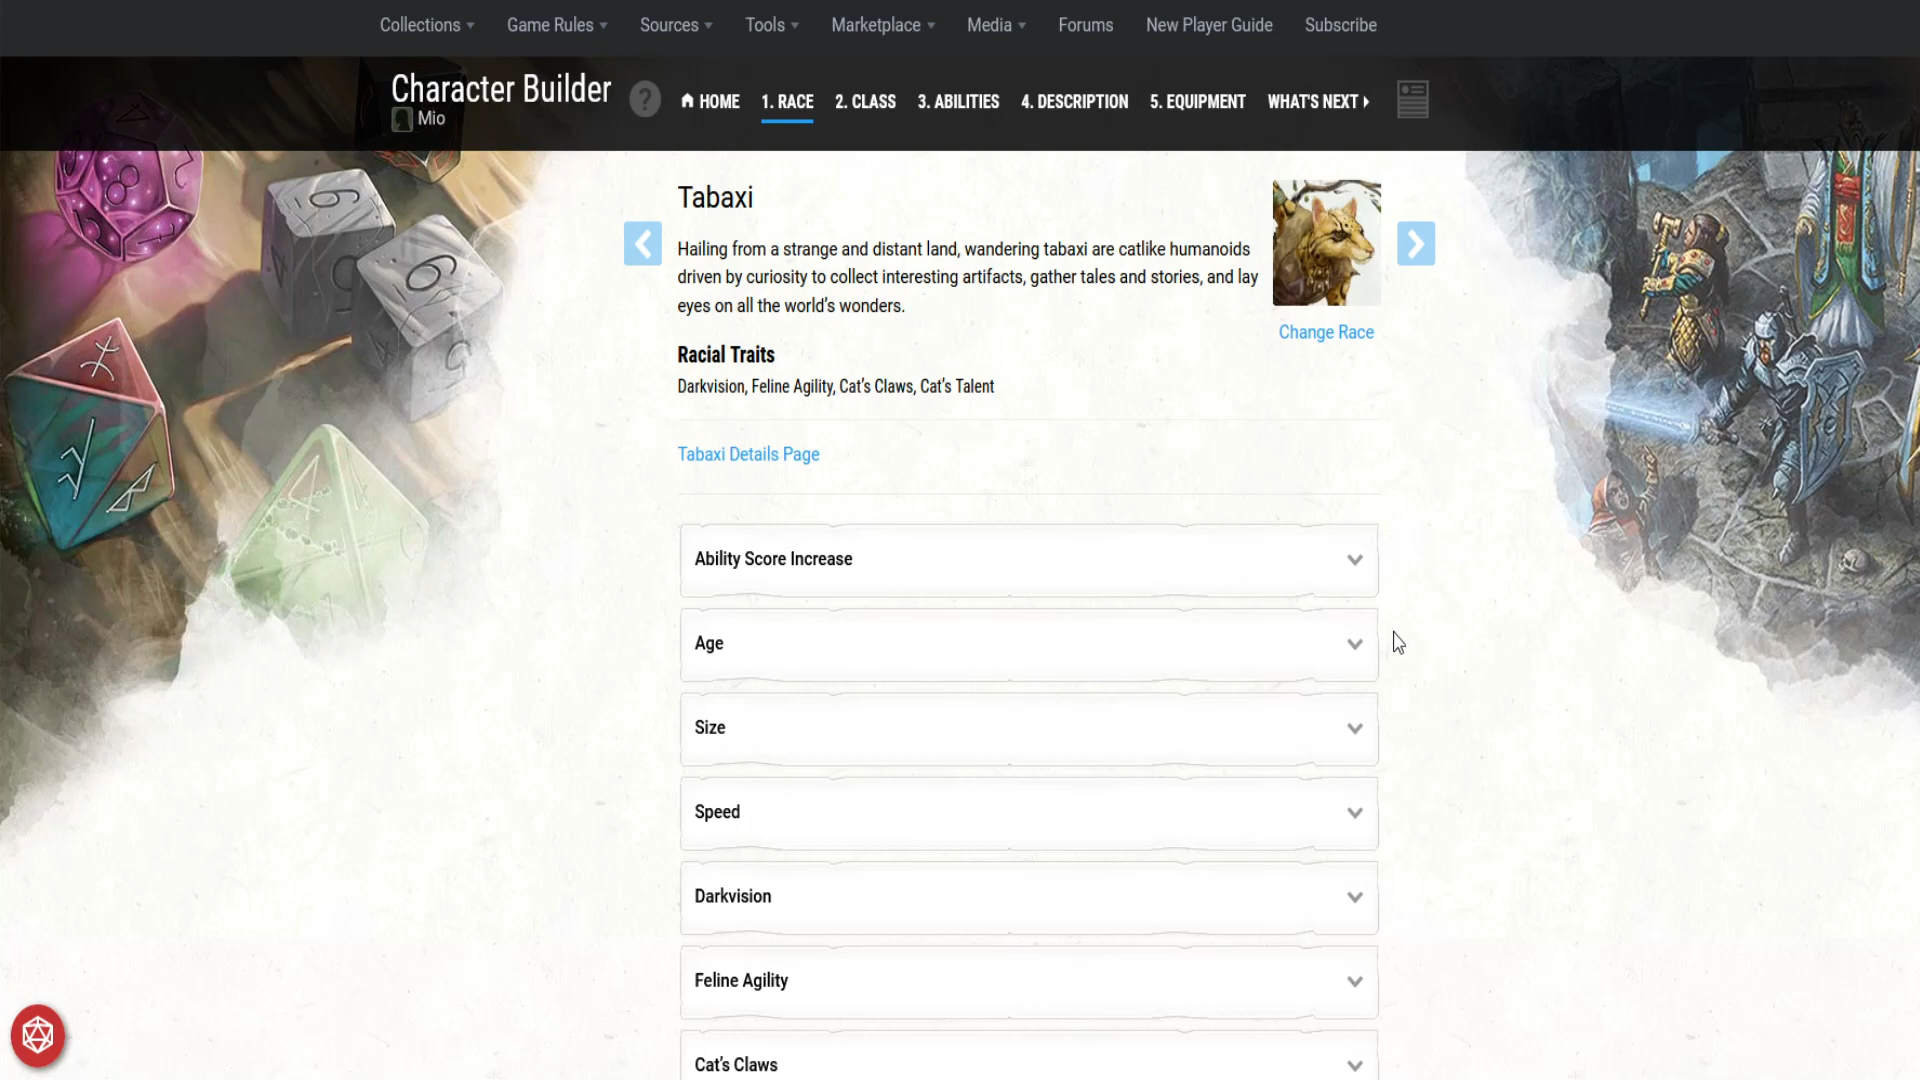 Collections Game Rules Sources Tools Marketplace Media Forums New Player Guide Subscribe
Character Builder
Mio
?
HOME 1. RACE 2. CLASS 3. ABILITIES 4. DESCRIPTION 5. EQUIPMENT WHAT'S NEXT
Tabaxi
Hailing from a strange and distant land, wandering tabaxi are catlike humanoids
driven by curiosity to collect interesting artifacts, gather tales and stories, and lay
eyes on all the world's wonders.
Change Race
Racial Traits
Darkvision, Feline Agility, Cat's Claws, Cat's Talent
Tabaxi Details Page
Ability Score Increase
Age
Size
Speed
Darkvision
Feline Agility
Cat's Claws